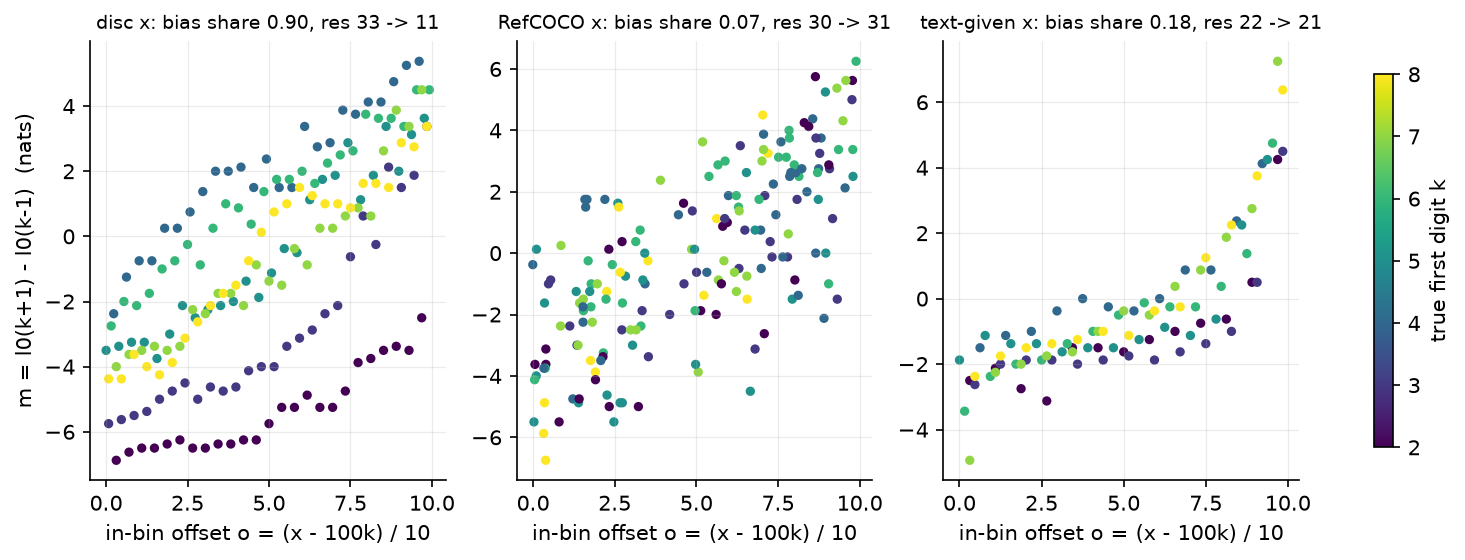 disc x: bias share 0.90, res 33 -> 11
RefCOCO x: bias share 0.07, res 30 -> 31
text-given x: bias share 0.18, res 22 -> 21
m = l0(k+1) - l0(k-1) (nats)
4
2
0
−2
−4
−6
0.0 2.5 5.0 7.5 10.0
in-bin offset o = (x - 100k) / 10
6
4
2
0
−2
−4
−6
0.0 2.5 5.0 7.5 10.0
in-bin offset o = (x - 100k) / 10
6
4
2
0
−2
−4
0.0 2.5 5.0 7.5 10.0
in-bin offset o = (x - 100k) / 10
8
7
6
5
4
3
2
true first digit k